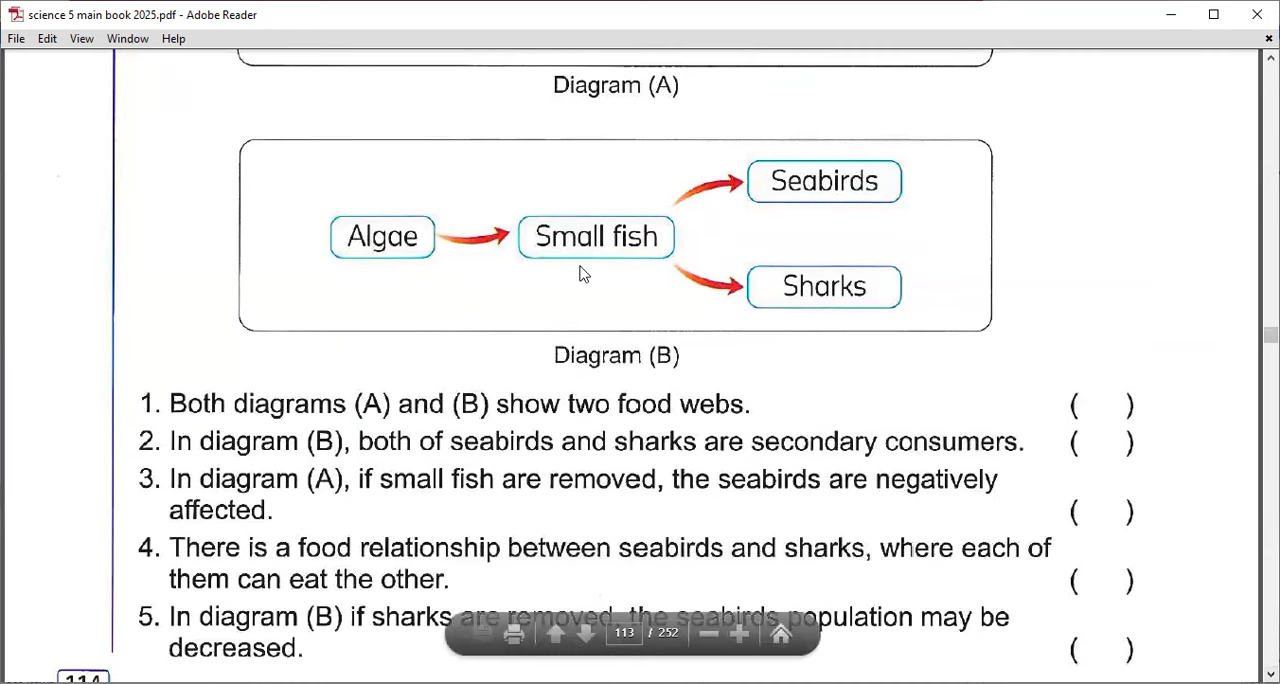 science 5 main book 2025.pdf - Adobe Reader
File Edit View Window Help
Diagram (A)
Seabirds
Algae
Small fish
Sharks
Diagram (B)
1. Both diagrams (A) and (B) show two food webs. ( )
2. In diagram (B), both of seabirds and sharks are secondary consumers. ( )
3. In diagram (A), if small fish are removed, the seabirds are negatively
affected. ( )
4. There is a food relationship between seabirds and sharks, where each of
them can eat the other. ( )
5. In diagram (B) if sharks are removed, the seabirds population may be
decreased. ( )
113 / 252
114